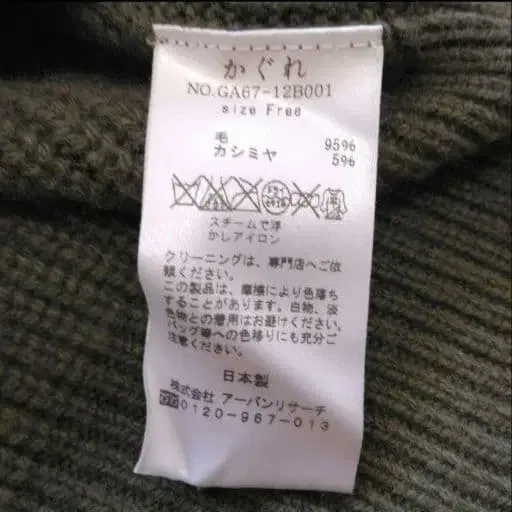 かぐれ
NO.GA67-12B001
size Free
毛 95%
カシミヤ 5%
スチームで浮
かしアイロン
クリーニングは、専門店へご依
頼ください。
この製品は、摩擦により色落ち
することがあります。白物、淡
色物との着用はお避けください。
バッグ等への色移りにも充分ご
注意ください。
日本製
株式会社 アーバンリサーチ
0120-967-013